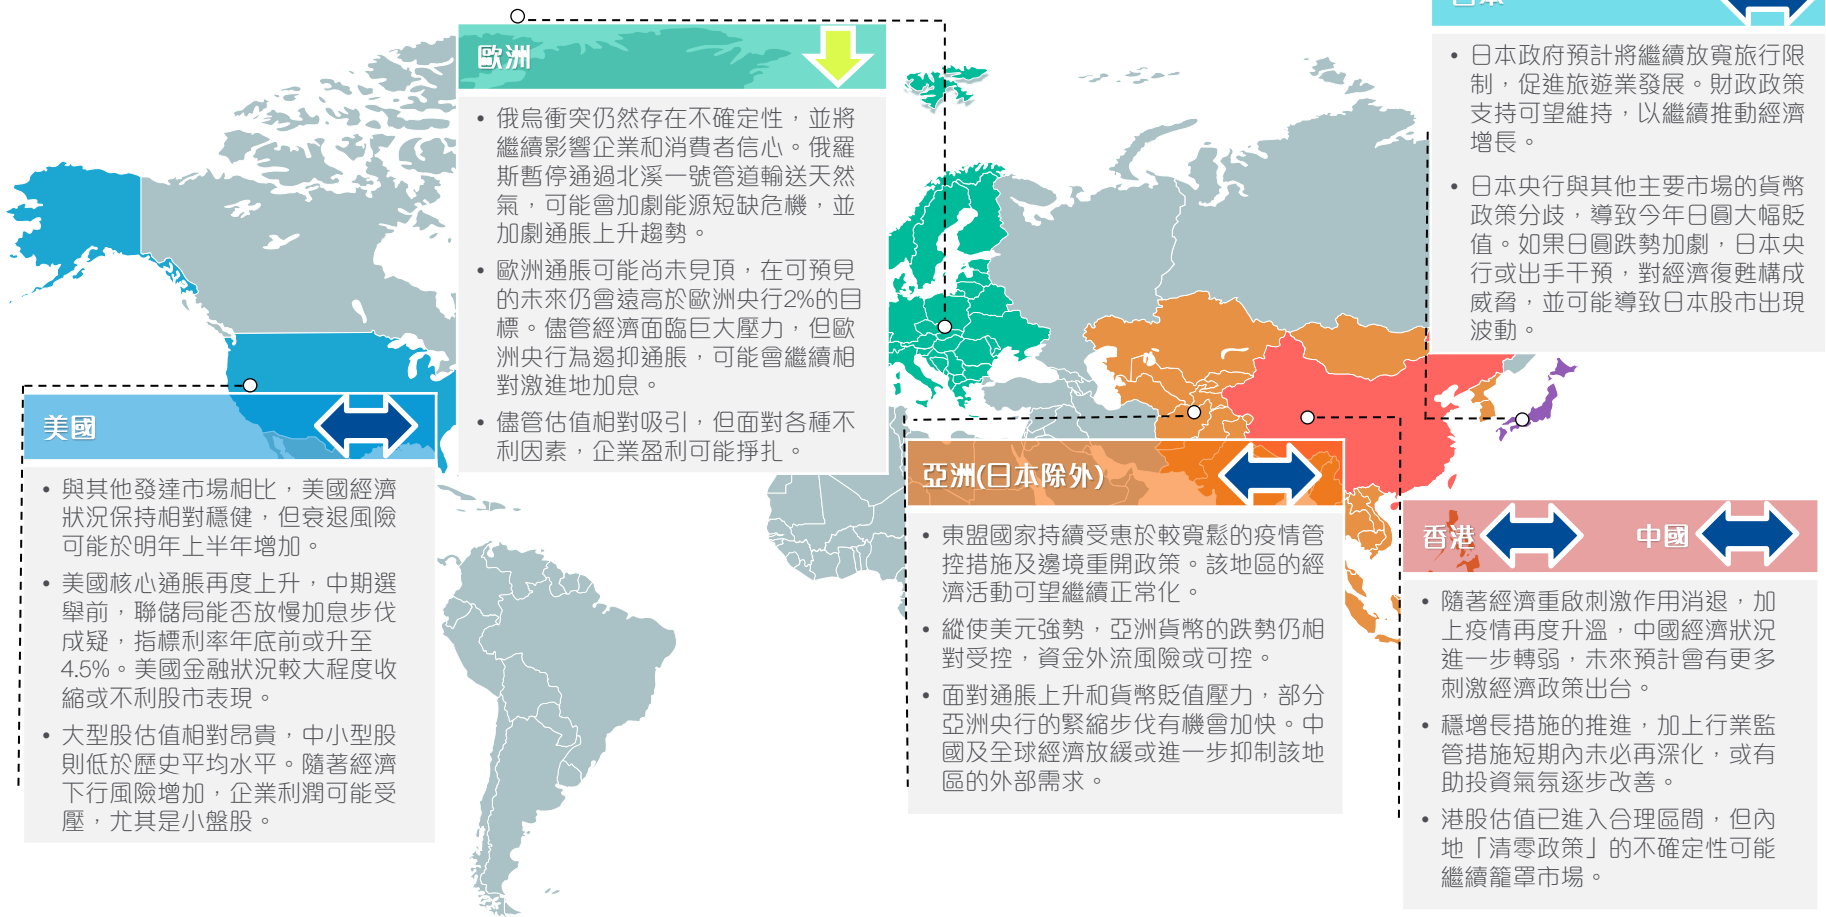 歐洲
• 俄烏衝突仍然存在不確定性，並將
繼續影響企業和消費者信心。俄羅
斯暫停通過北溪一號管道輸送天然
氣，可能會加劇能源短缺危機，並
加劇通脹上升趨勢。
• 歐洲通脹可能尚未見頂，在可預見
的未來仍會遠高於歐洲央行2%的目
標。儘管經濟面臨巨大壓力，但歐
洲央行為遏抑通脹，可能會繼續相
對激進地加息。
• 儘管估值相對吸引，但面對各種不
利因素，企業盈利可能掙扎。
日本
• 日本政府預計將繼續放寬旅行限
制，促進旅遊業發展。財政政策
支持可望維持，以繼續推動經濟
增長。
• 日本央行與其他主要市場的貨幣
政策分歧，導致今年日圓大幅貶
值。如果日圓跌勢加劇，日本央
行或出手干預，對經濟復甦構成
威脅，並可能導致日本股市出現
波動。
美國
• 與其他發達市場相比，美國經濟
狀況保持相對穩健，但衰退風險
可能於明年上半年增加。
• 美國核心通脹再度上升，中期選
舉前，聯儲局能否放慢加息步伐
成疑，指標利率年底前或升至
4.5%。美國金融狀況較大程度收
縮或不利股市表現。
• 大型股估值相對昂貴，中小型股
則低於歷史平均水平。隨著經濟
下行風險增加，企業利潤可能受
壓，尤其是小盤股。
亞洲(日本除外)
• 東盟國家持續受惠於較寬鬆的疫情管
控措施及邊境重開政策。該地區的經
濟活動可望繼續正常化。
• 縱使美元強勢，亞洲貨幣的跌勢仍相
對受控，資金外流風險或可控。
• 面對通脹上升和貨幣貶值壓力，部分
亞洲央行的緊縮步伐有機會加快。中
國及全球經濟放緩或進一步抑制該地
區的外部需求。
香港 中國
• 隨著經濟重啟刺激作用消退，加
上疫情再度升溫，中國經濟狀況
進一步轉弱，未來預計會有更多
刺激經濟政策出台。
• 穩增長措施的推進，加上行業監
管措施短期內未必再深化，或有
助投資氣氛逐步改善。
• 港股估值已進入合理區間，但內
地「清零政策」的不確定性可能
繼續籠罩市場。